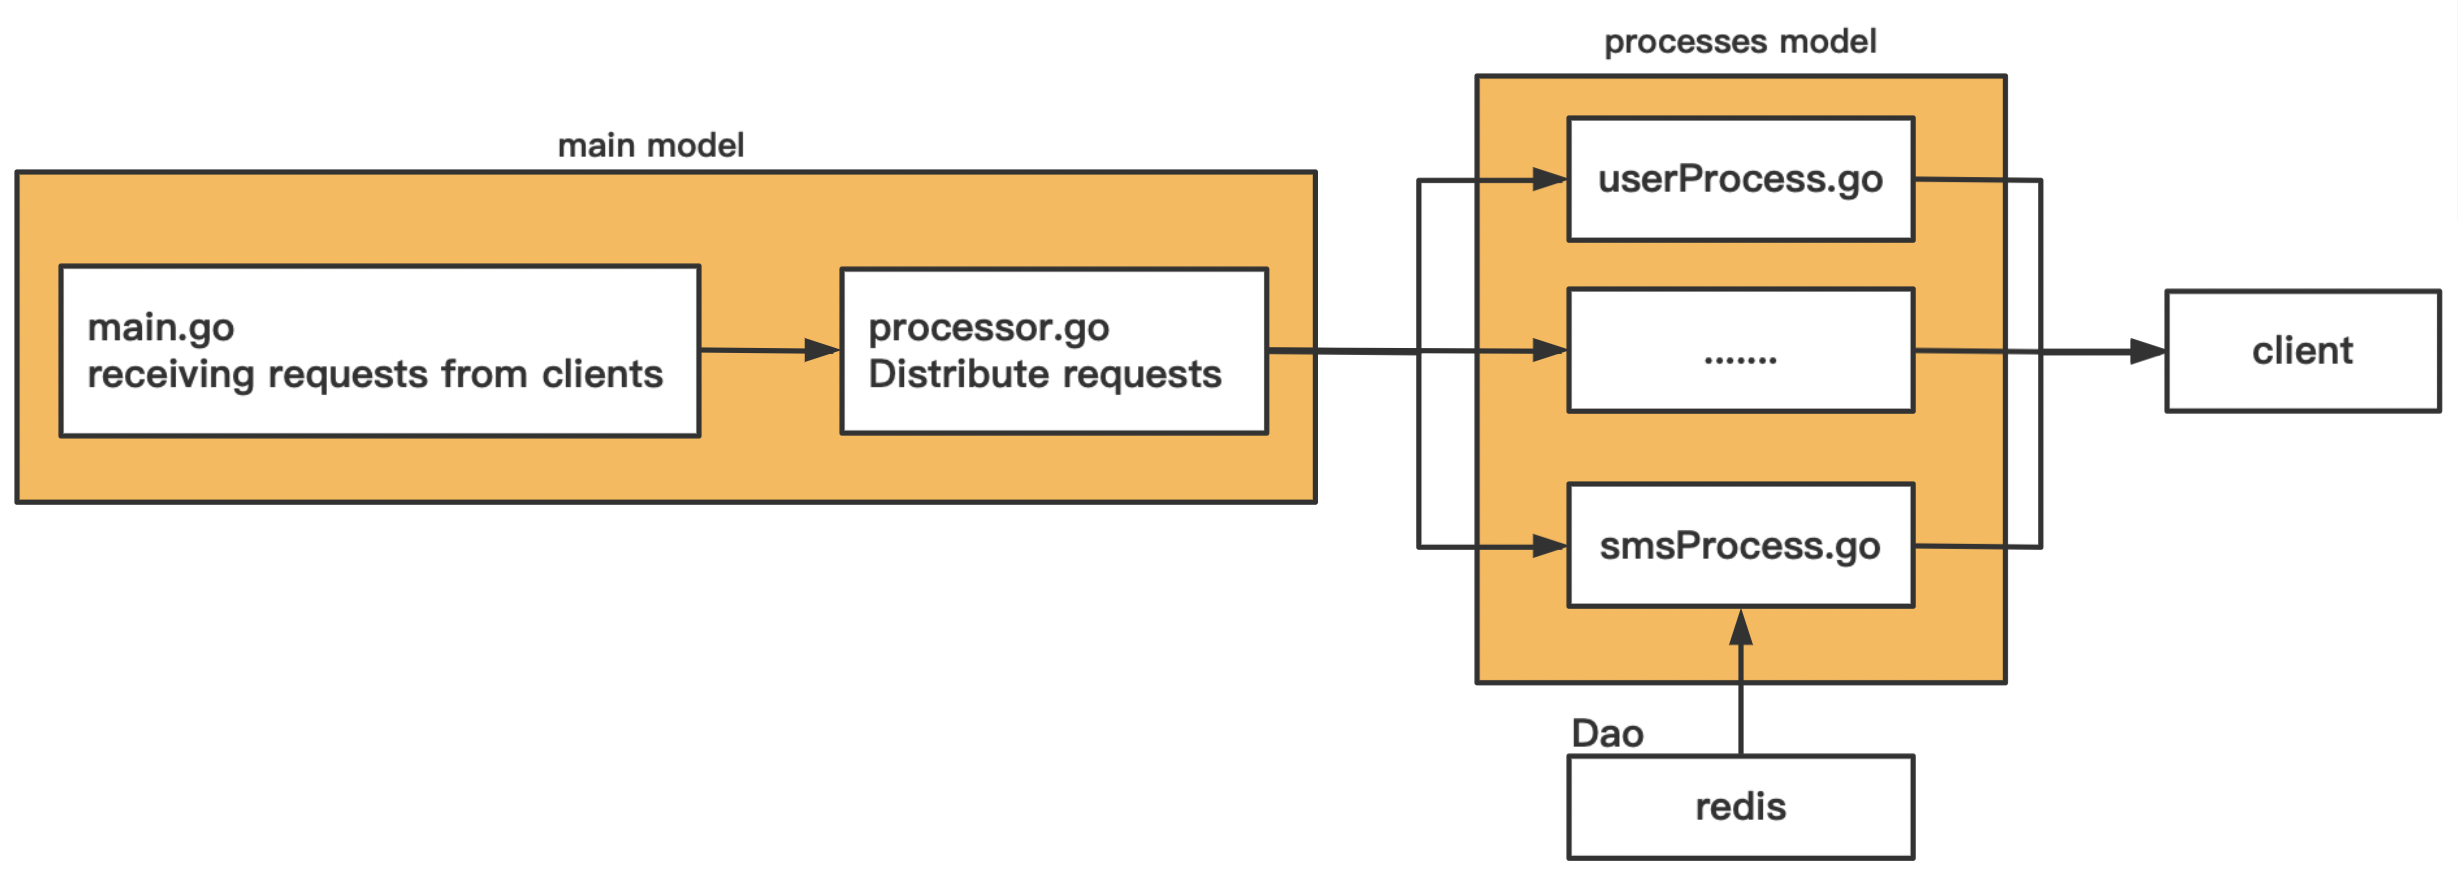 main model
main.go
receiving requests from clients
processor.go
Distribute requests
processes model
userProcess.go
.......
smsProcess.go
Dao
redis
client